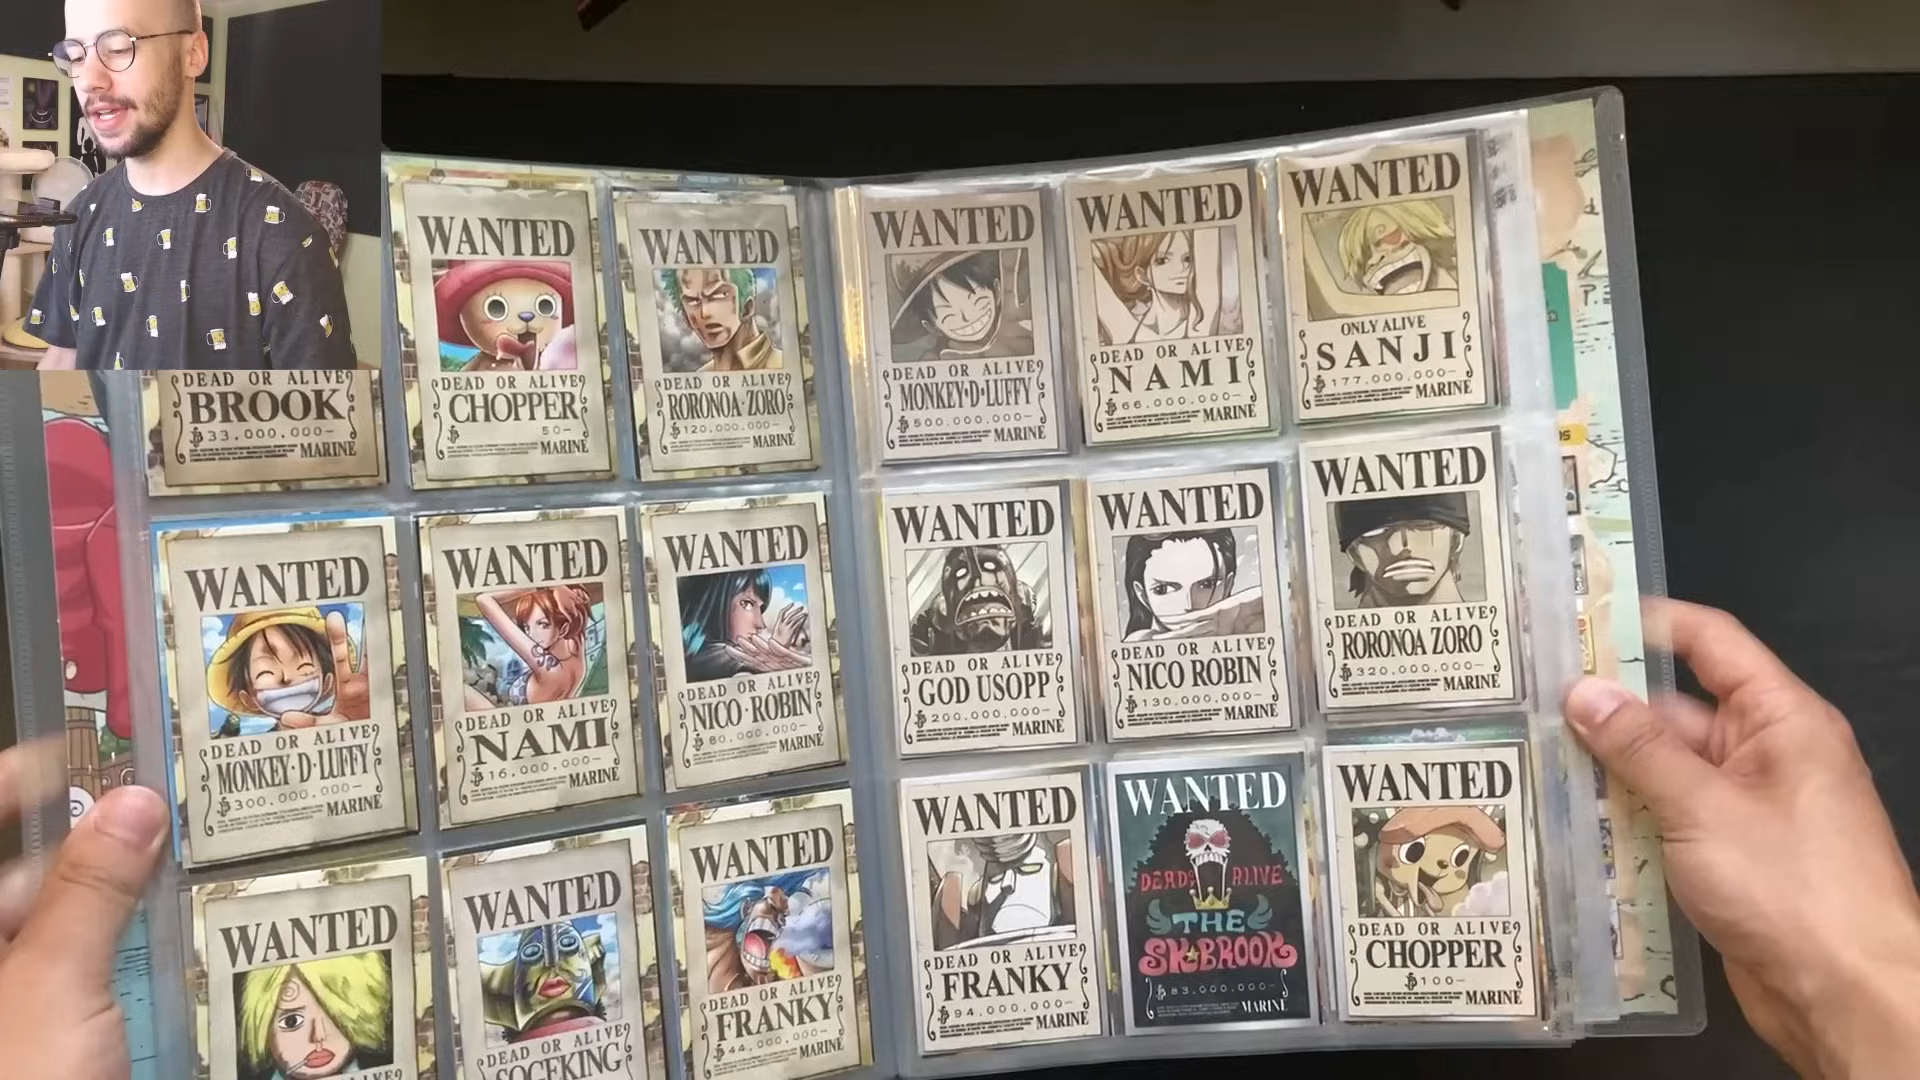 DEAD OR ALIVE
BROOK
33.000.000-
MARINE
WANTED
DEAD OR ALIVE
CHOPPER
50-
MARINE
WANTED
DEAD OR ALIVE
RORONOA·ZORO
120.000.000-
MARINE
WANTED
DEAD OR ALIVE
MONKEY·D·LUFFY
300.000.000-
MARINE
WANTED
DEAD OR ALIVE
NAMI
16.000.000-
MARINE
WANTED
DEAD OR ALIVE
NICO·ROBIN
80.000.000-
MARINE
WANTED
WANTED
DEAD OR ALIVE
SOGEKING
WANTED
DEAD OR ALIVE
FRANKY
44.000.000-
MARINE
WANTED
DEAD OR ALIVE
MONKEY·D·LUFFY
500.000.000-
MARINE
WANTED
DEAD OR ALIVE
NAMI
66.000.000-
MARINE
WANTED
ONLY ALIVE
SANJI
177.000.000-
MARINE
WANTED
DEAD OR ALIVE
GOD USOPP
200.000.000-
MARINE
WANTED
DEAD OR ALIVE
NICO ROBIN
130.000.000-
MARINE
WANTED
DEAD OR ALIVE
RORONOA ZORO
320.000.000-
MARINE
WANTED
DEAD OR ALIVE
FRANKY
94.000.000-
MARINE
WANTED
DEAD ALIVE
THE
SK★BROOK
83.000.000-
MARINE
WANTED
DEAD OR ALIVE
CHOPPER
100-
MARINE